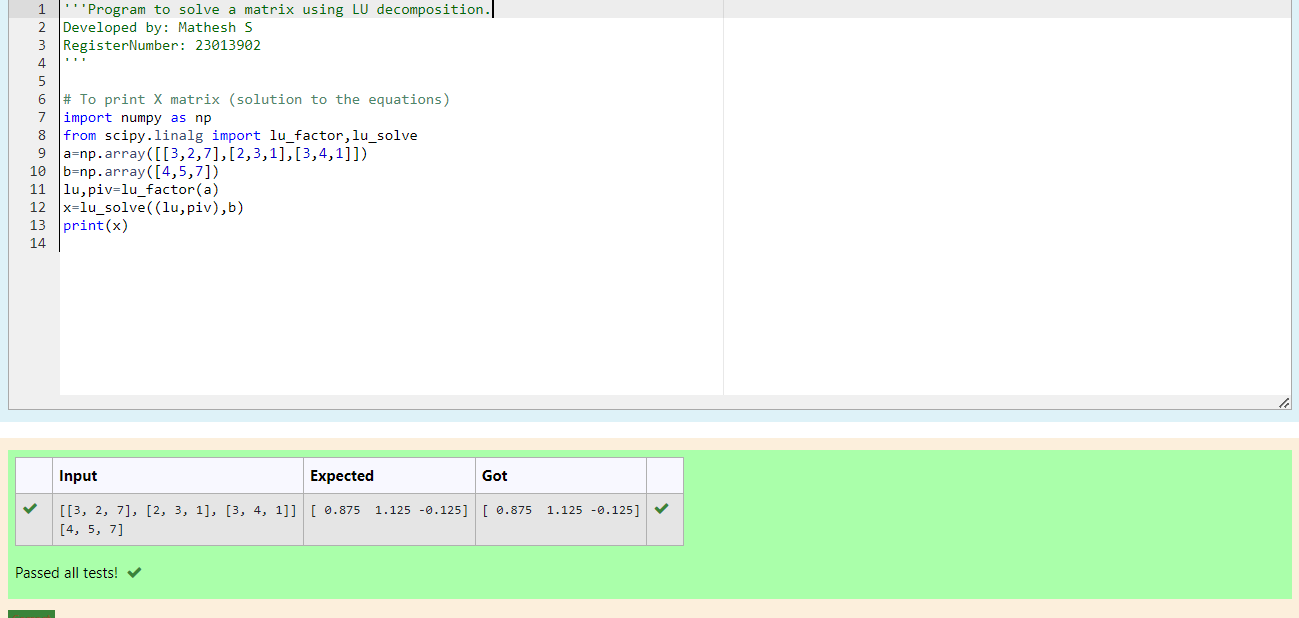 1 '''Program to solve a matrix using LU decomposition.
2 Developed by: Mathesh S
3 RegisterNumber: 23013902
4 '''
5
6 # To print X matrix (solution to the equations)
7 import numpy as np
8 from scipy.linalg import lu_factor,lu_solve
9 a=np.array([[3,2,7],[2,3,1],[3,4,1]])
10 b=np.array([4,5,7])
11 lu,piv=lu_factor(a)
12 x=lu_solve((lu,piv),b)
13 print(x)
14
Input Expected Got
[[3, 2, 7], [2, 3, 1], [3, 4, 1]] [ 0.875  1.125 -0.125] [ 0.875  1.125 -0.125]
[4, 5, 7]
Passed all tests!